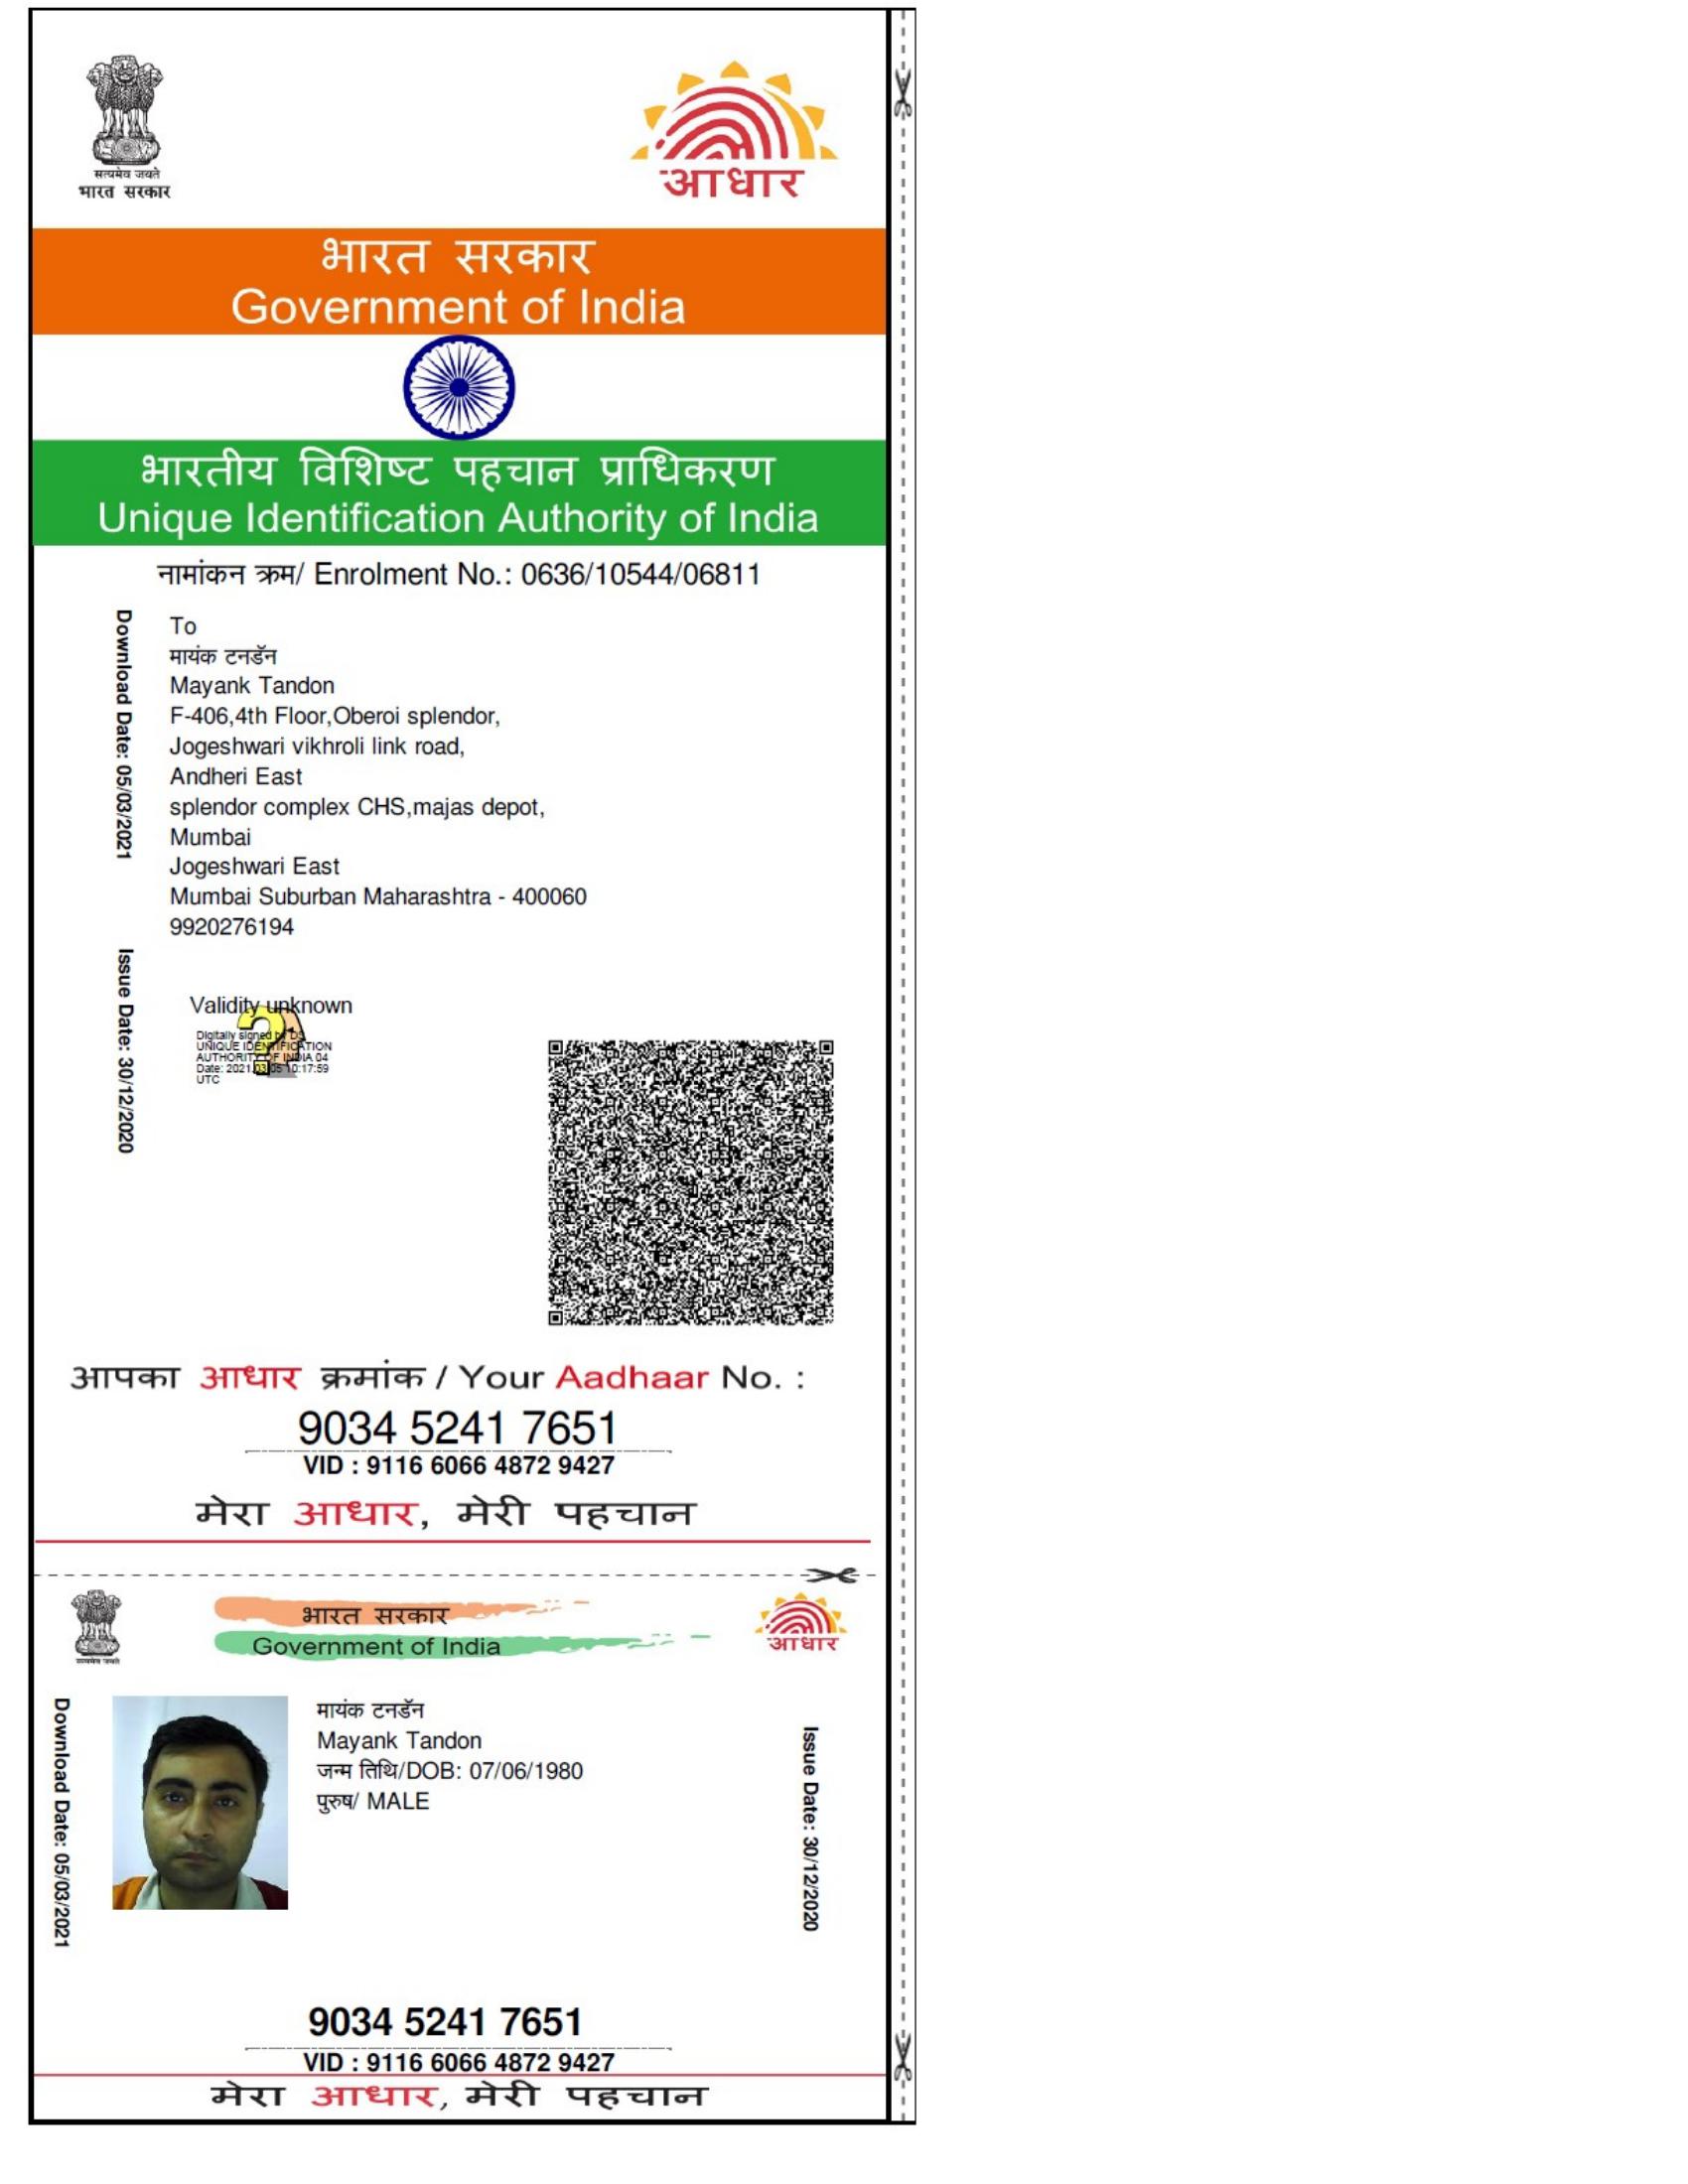 सत्यमेव जयते
भारत सरकार
आधार
भारत सरकार
Government of India
भारतीय विशिष्ट पहचान प्राधिकरण
Unique Identification Authority of India
नामांकन क्रम/ Enrolment No.: 0636/10544/06811
Download Date: 05/03/2021
Issue Date: 30/12/2020
To
मायंक टनडॅन
Mayank Tandon
F-406,4th Floor,Oberoi splendor,
Jogeshwari vikhroli link road,
Andheri East
splendor complex CHS,majas depot,
Mumbai
Jogeshwari East
Mumbai Suburban Maharashtra - 400060
9920276194
Validity unknown
Digitally signed by DS
UNIQUE IDENTIFICATION
AUTHORITY OF INDIA 04
Date: 2021.03.05 10:17:59
UTC
आपका आधार क्रमांक / Your Aadhaar No. :
9034 5241 7651
VID : 9116 6066 4872 9427
मेरा आधार, मेरी पहचान
सत्यमेव जयते
भारत सरकार
Government of India
आधार
Download Date: 05/03/2021
मायंक टनडॅन
Mayank Tandon
जन्म तिथि/DOB: 07/06/1980
पुरुष/ MALE
Issue Date: 30/12/2020
9034 5241 7651
VID : 9116 6066 4872 9427
मेरा आधार, मेरी पहचान